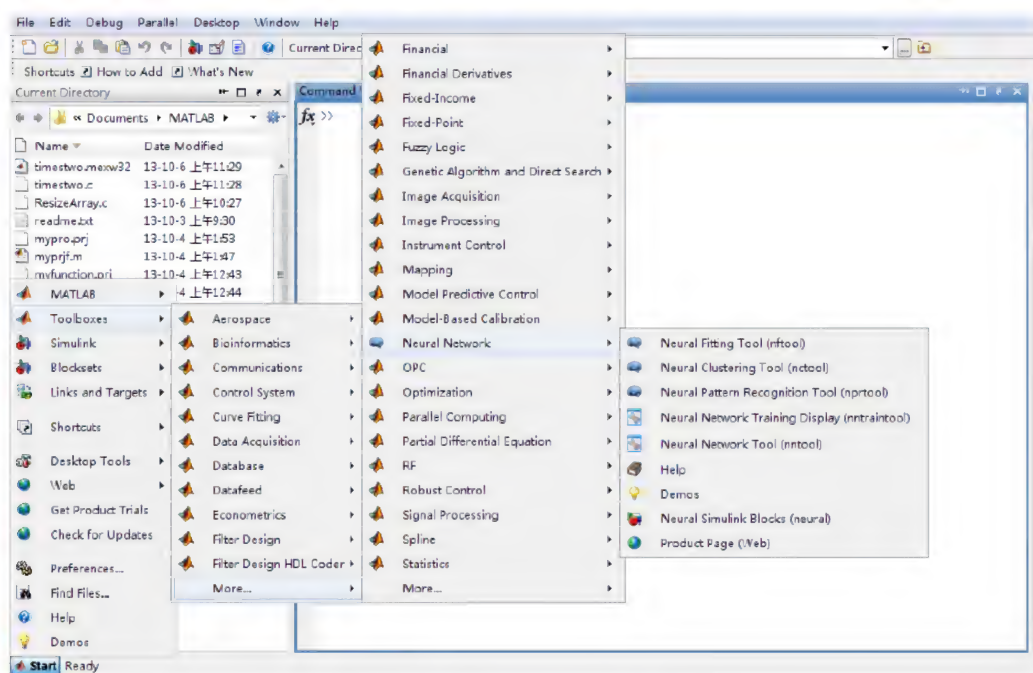 File Edit Debug Parallel Desktop Window Help
Current Direc
Shortcuts How to Add What's New
Current Directory
Command
« Documents MATLAB
fx >>
Name Date Modified
timestwo.mexw32 13-10-6 上午11:29
timestwo.c 13-10-6 上午11:28
ResizeArray.c 13-10-6 上午10:27
readme.txt 13-10-3 上午9:30
mypro.prj 13-10-4 上午1:53
myprjf.m 13-10-4 上午1:47
myfunction.prj 13-10-4 上午12:43
-4 上午12:44
MATLAB
Toolboxes
Simulink
Blocksets
Links and Targets
Shortcuts
Desktop Tools
Web
Get Product Trials
Check for Updates
Preferences...
Find Files...
Help
Demos
Start Ready
Aerospace
Bioinformatics
Communications
Control System
Curve Fitting
Data Acquisition
Database
Datafeed
Econometrics
Filter Design
Filter Design HDL Coder
More...
Financial
Financial Derivatives
Fixed-Income
Fixed-Point
Fuzzy Logic
Genetic Algorithm and Direct Search
Image Acquisition
Image Processing
Instrument Control
Mapping
Model Predictive Control
Model-Based Calibration
Neural Network
OPC
Optimization
Parallel Computing
Partial Differential Equation
RF
Robust Control
Signal Processing
Spline
Statistics
More...
Neural Fitting Tool (nftool)
Neural Clustering Tool (nctool)
Neural Pattern Recognition Tool (nprtool)
Neural Network Training Display (nntraintool)
Neural Network Tool (nntool)
Help
Demos
Neural Simulink Blocks (neural)
Product Page (Web)